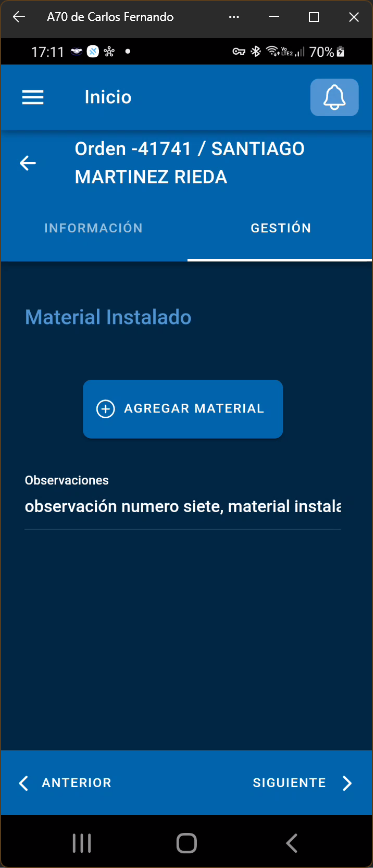 A70 de Carlos Fernando
17:11
70%
Inicio
Orden -41741 / SANTIAGO
MARTINEZ RIEDA
INFORMACIÓN
GESTIÓN
Material Instalado
AGREGAR MATERIAL
Observaciones
observación numero siete, material instala
ANTERIOR
SIGUIENTE